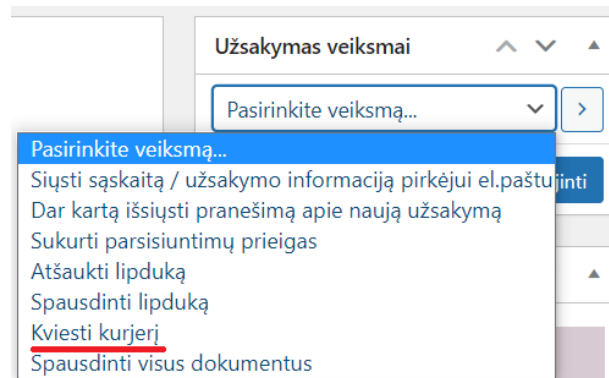 Užsakymas veiksmai
Pasirinkite veiksmą...
Pasirinkite veiksmą...
Siųsti sąskaitą / užsakymo informaciją pirkėjui el.paštu
jinti
Dar kartą išsiųsti pranešimą apie naują užsakymą
Sukurti parsisiuntimų prieigas
Atšaukti lipduką
Spausdinti lipduką
Kviesti kurjerį
Spausdinti visus dokumentus